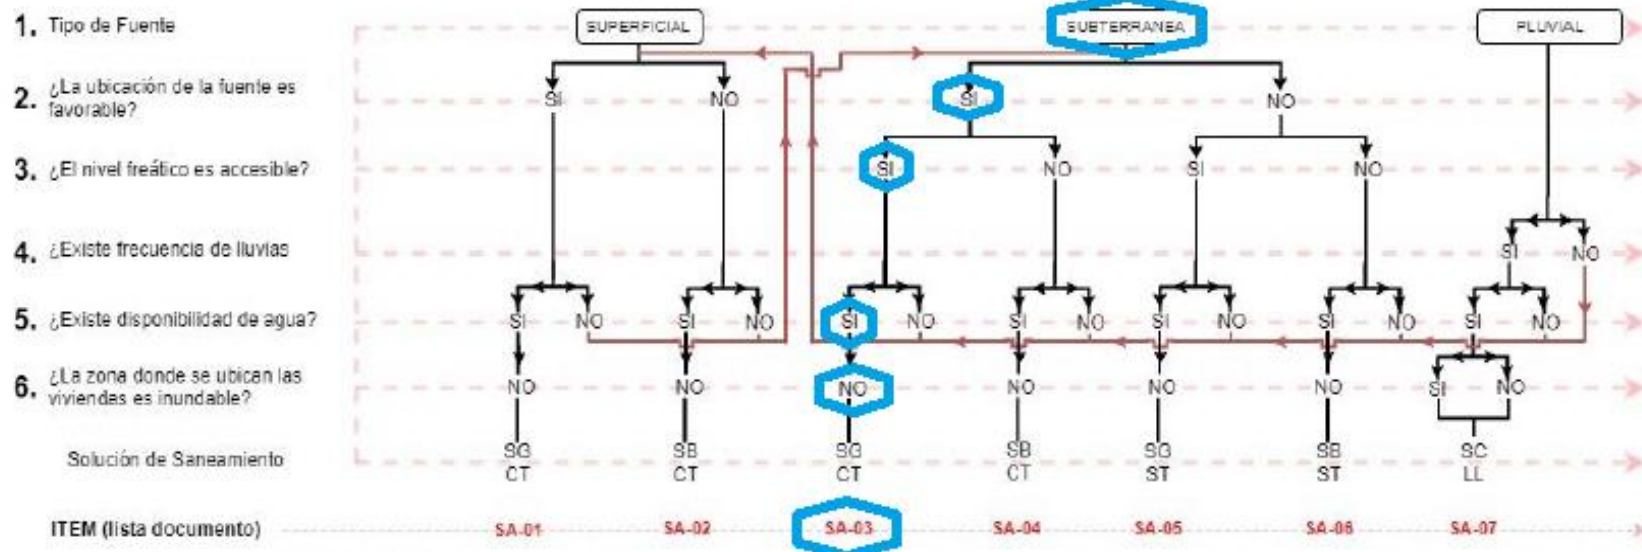 1. Tipo de Fuente SUPERFICIAL SUBTERRANEA PLUVIAL
2. ¿La ubicación de la fuente es favorable? SI NO SI NO
3. ¿El nivel freático es accesible? SI NO SI NO
4. ¿Existe frecuencia de lluvias SI NO
5. ¿Existe disponibilidad de agua? SI NO SI NO SI NO SI NO SI NO SI NO SI NO
6. ¿La zona donde se ubican las viviendas es inundable? NO NO NO NO NO NO SI NO
Solución de Saneamiento
SG SB SG SB SG SB SC
CT CT CT CT ST ST LL
ITEM (lista documento) SA-01 SA-02 SA-03 SA-04 SA-05 SA-06 SA-07